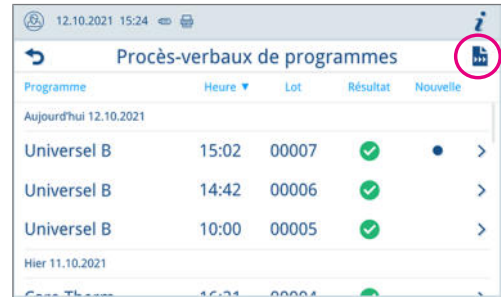 12.10.2021 15:24
Procès-verbaux de programmes
Programme Heure ▼ Lot Résultat Nouvelle
Aujourd'hui 12.10.2021
Universel B 15:02 00007
Universel B 14:42 00006
Universel B 10:00 00005
Hier 11.10.2021